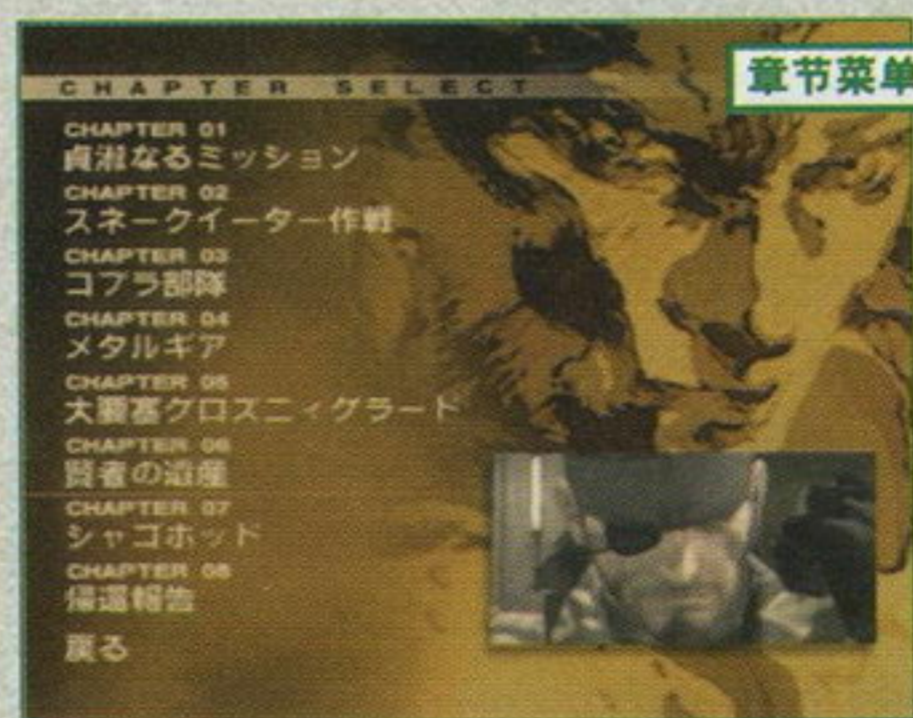 章节菜单
CHAPTER SELECT
CHAPTER 01
貞淑なるミッション
CHAPTER 02
スネークイーター作戦
CHAPTER 03
コブラ部隊
CHAPTER 04
メタルギア
CHAPTER 05
大要塞グロズニィグラード
CHAPTER 06
賢者の遺産
CHAPTER 07
シャゴホッド
CHAPTER 08
帰還報告
戻る